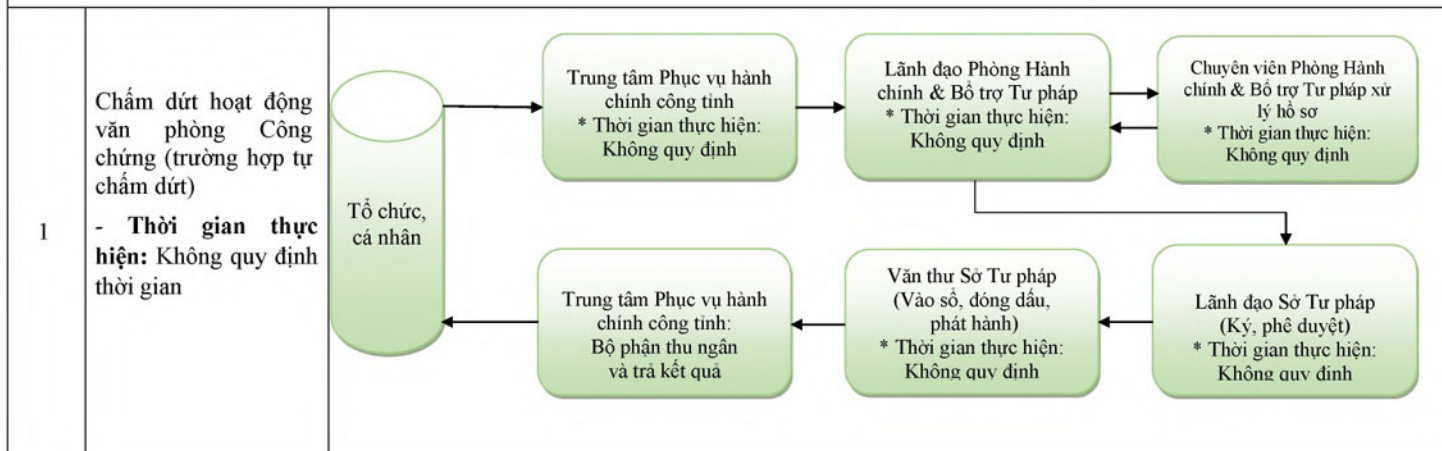 1
Chấm dứt hoạt động
văn phòng Công
chứng (trường hợp tự
chấm dứt)
- Thời gian thực
hiện: Không quy định
thời gian
Tổ chức,
cá nhân
Trung tâm Phục vụ hành
chính công tỉnh
* Thời gian thực hiện:
Không quy định
Lãnh đạo Phòng Hành
chính & Bổ trợ Tư pháp
* Thời gian thực hiện:
Không quy định
Chuyên viên Phòng Hành
chính & Bổ trợ Tư pháp xử
lý hồ sơ
* Thời gian thực hiện:
Không quy định
Lãnh đạo Sở Tư pháp
(Ký, phê duyệt)
* Thời gian thực hiện:
Không quy định
Văn thư Sở Tư pháp
(Vào sổ, đóng dấu,
phát hành)
* Thời gian thực hiện:
Không quy định
Trung tâm Phục vụ hành
chính công tỉnh:
Bộ phận thu ngân
và trả kết quả